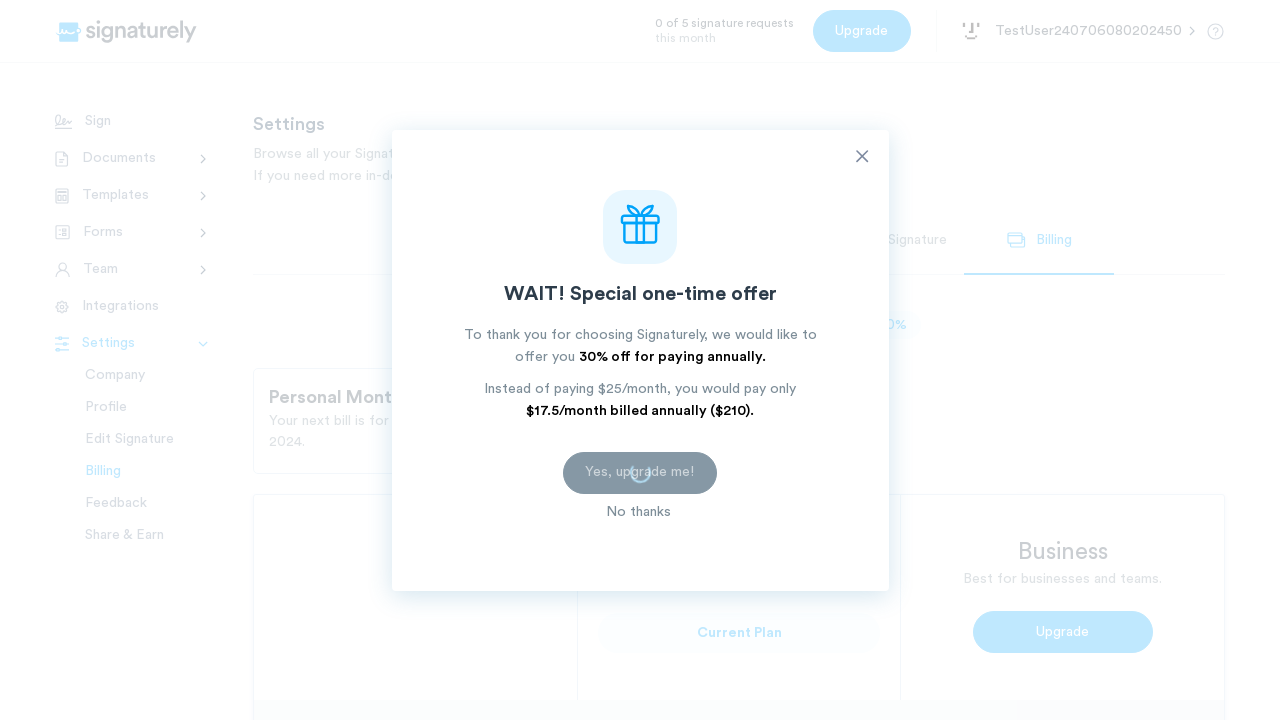 signaturely
0 of 5 signature requests
this month
Upgrade
TestUser240706080202450
Sign
Documents
Templates
Forms
Team
Integrations
Settings
Company
Profile
Edit Signature
Billing
Feedback
Share & Earn
Settings
Browse all your Signat
If you need more in-de
Signature
Billing
0%
Personal Mont
Your next bill is for
2024.
WAIT! Special one-time offer
To thank you for choosing Signaturely, we would like to
offer you 30% off for paying annually.
Instead of paying $25/month, you would pay only
$17.5/month billed annually ($210).
Yes, upgrade me!
No thanks
Current Plan
Business
Best for businesses and teams.
Upgrade